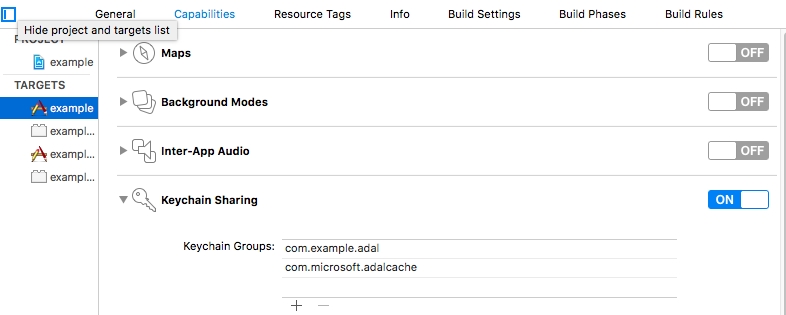 General Capabilities Resource Tags Info Build Settings Build Phases Build Rules
Hide project and targets list
PROJECT
example
TARGETS
example
exampl...
exampl...
exampl...
Maps OFF
Background Modes OFF
Inter-App Audio OFF
Keychain Sharing ON
Keychain Groups: com.example.adal
com.microsoft.adalcache